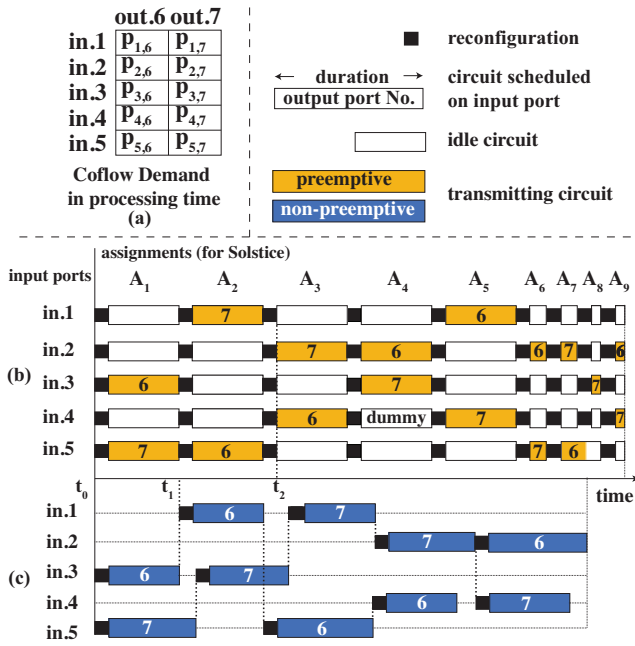 out.6 out.7
in.1 p1,6 p1,7
in.2 p2,6 p2,7
in.3 p3,6 p3,7
in.4 p4,6 p4,7
in.5 p5,6 p5,7
Coflow Demand
in processing time
(a)
reconfiguration
duration
output port No.
circuit scheduled
on input port
idle circuit
preemptive
non-preemptive
transmitting circuit
assignments (for Solstice)
input ports A1 A2 A3 A4 A5 A6 A7 A8 A9
in.1 7 6
in.2 7 6 6 7 6
(b)
in.3 6 7 7
in.4 6 dummy 7 7
in.5 7 6 7 6
t0 t1 t2 time
in.1 6 7
in.2 7 6
(c)
in.3 6 7
in.4 6 7
in.5 7 6